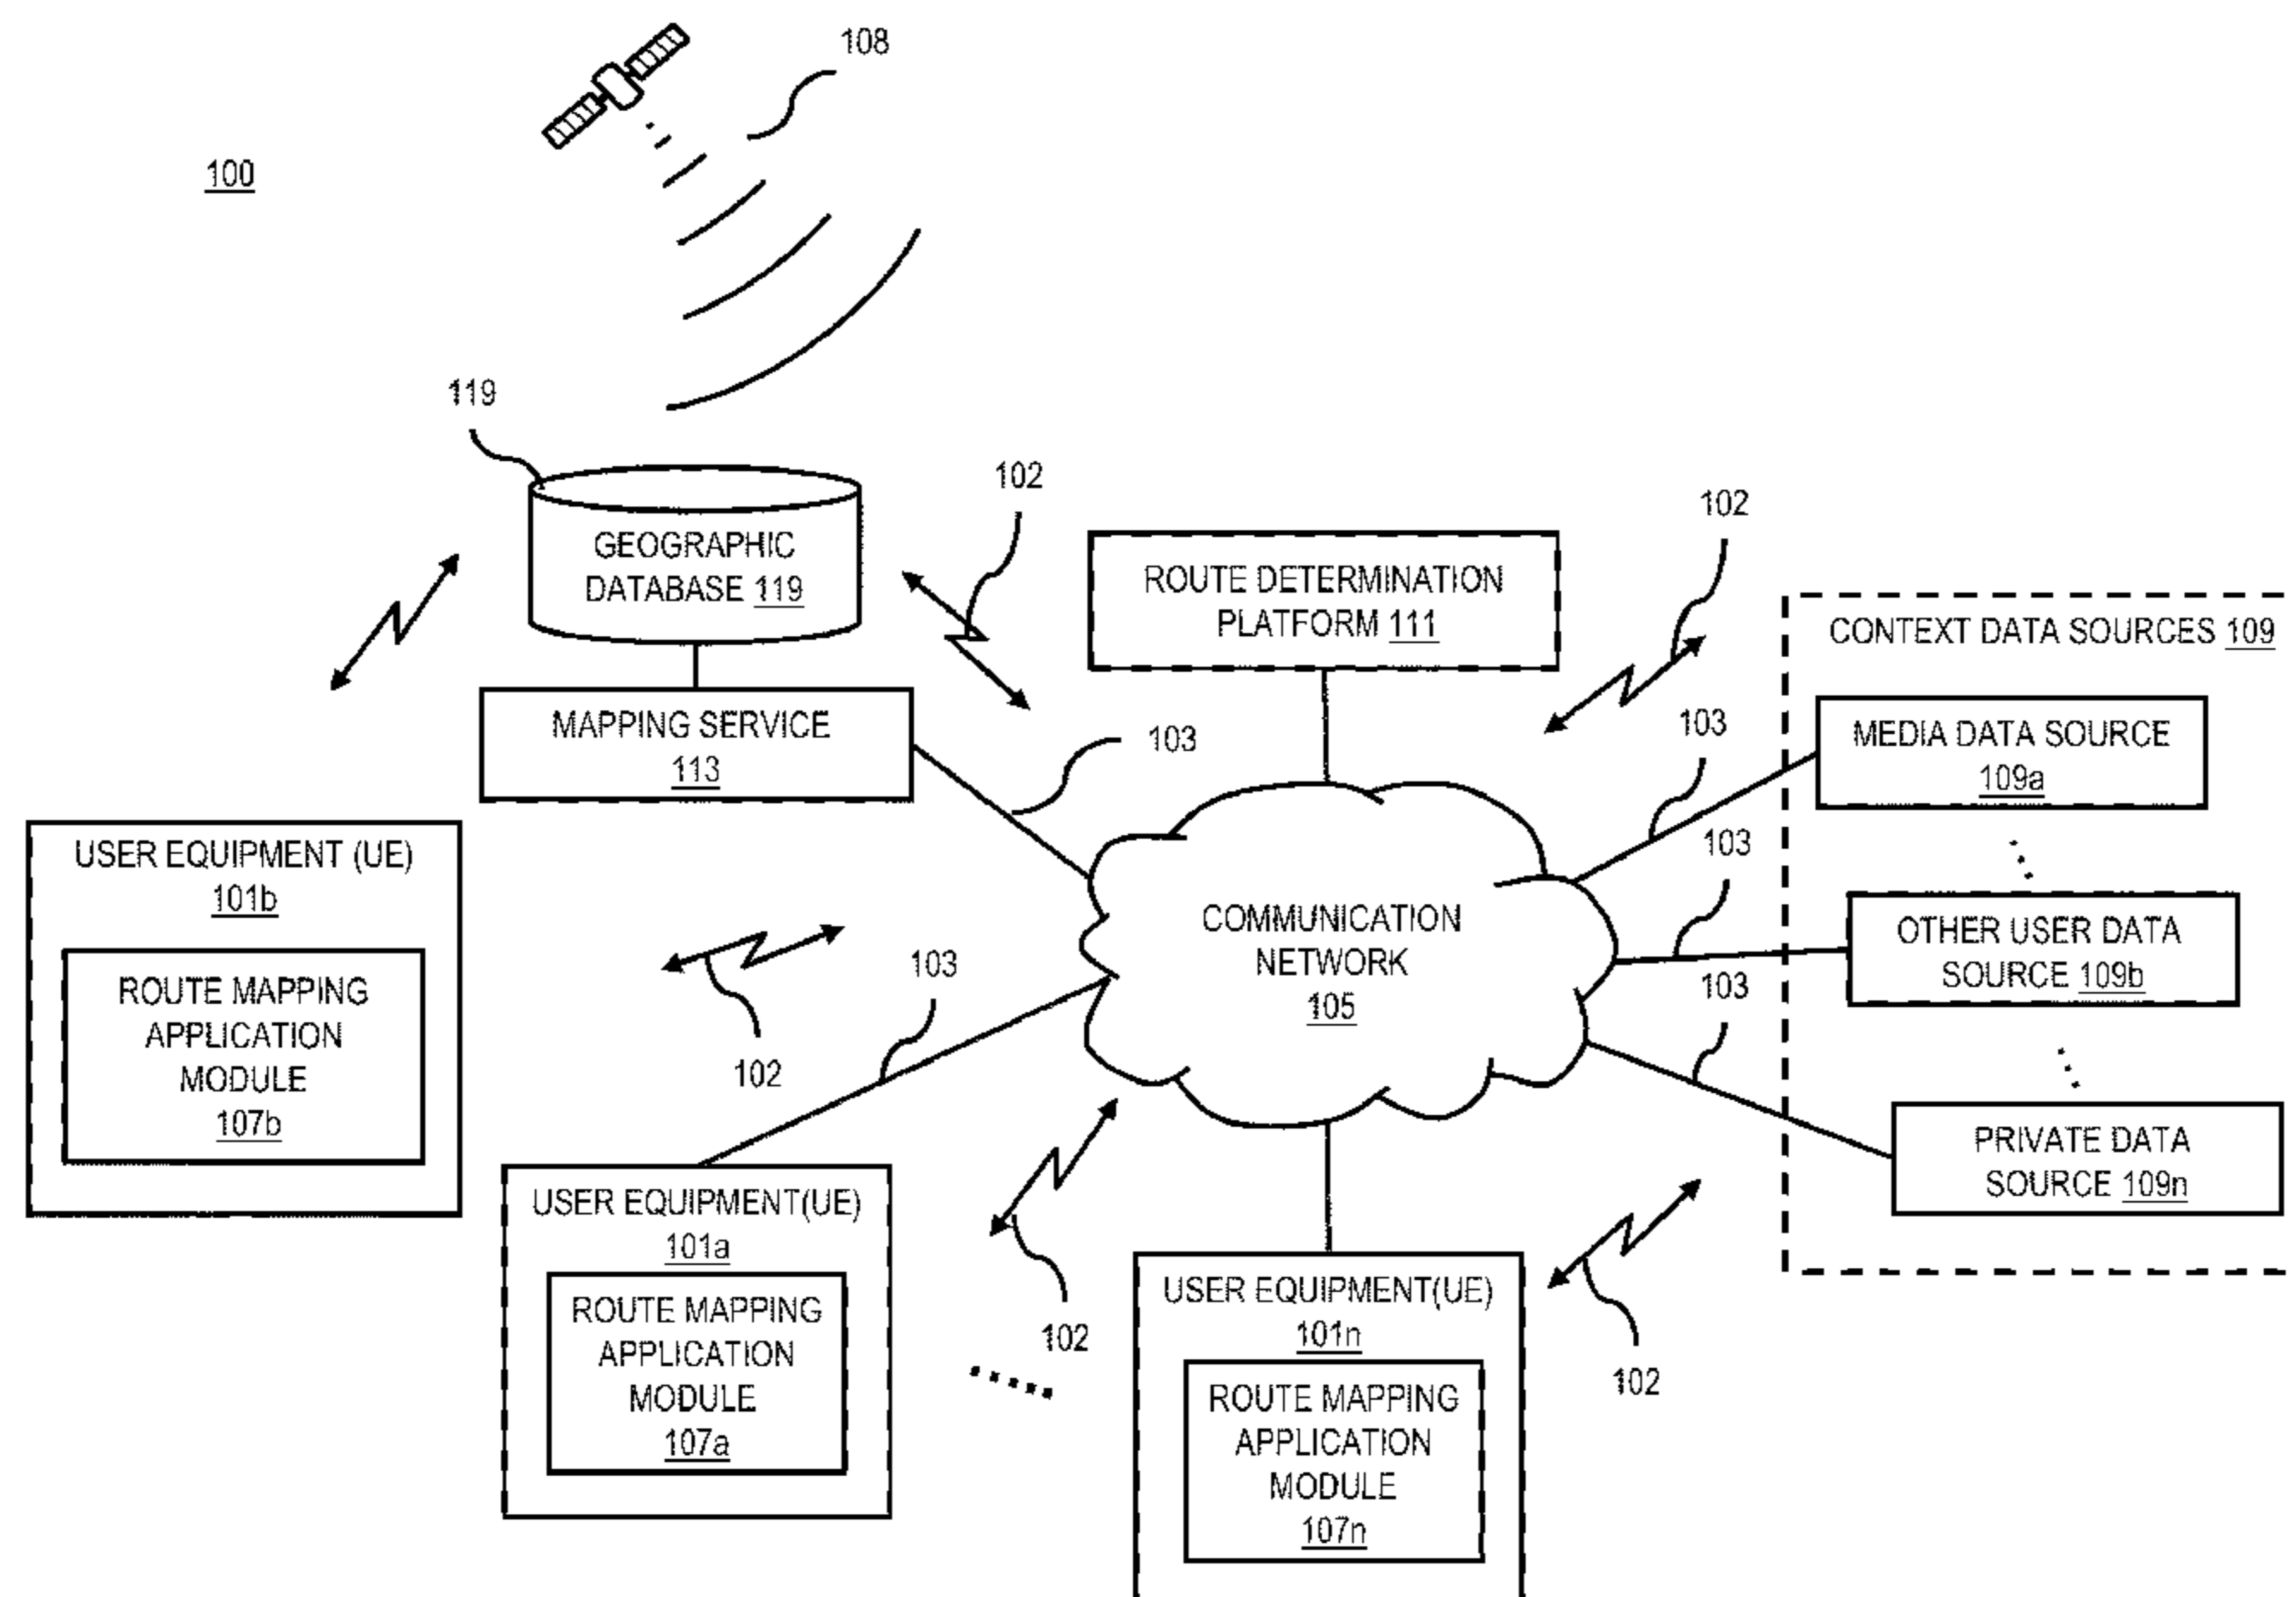 108
100
119
102
102
GEOGRAPHIC
DATABASE 119
ROUTE DETERMINATION
PLATFORM 111
CONTEXT DATA SOURCES 109
MAPPING SERVICE
113
103
103
MEDIA DATA SOURCE
109a
USER EQUIPMENT (UE)
101b
103
COMMUNICATION
NETWORK
105
OTHER USER DATA
SOURCE 109b
ROUTE MAPPING
APPLICATION
MODULE
107b
103
103
102
PRIVATE DATA
SOURCE 109n
USER EQUIPMENT(UE)
101a
ROUTE MAPPING
APPLICATION
MODULE
107a
102
USER EQUIPMENT(UE)
101n
ROUTE MAPPING
APPLICATION
MODULE
107n
102